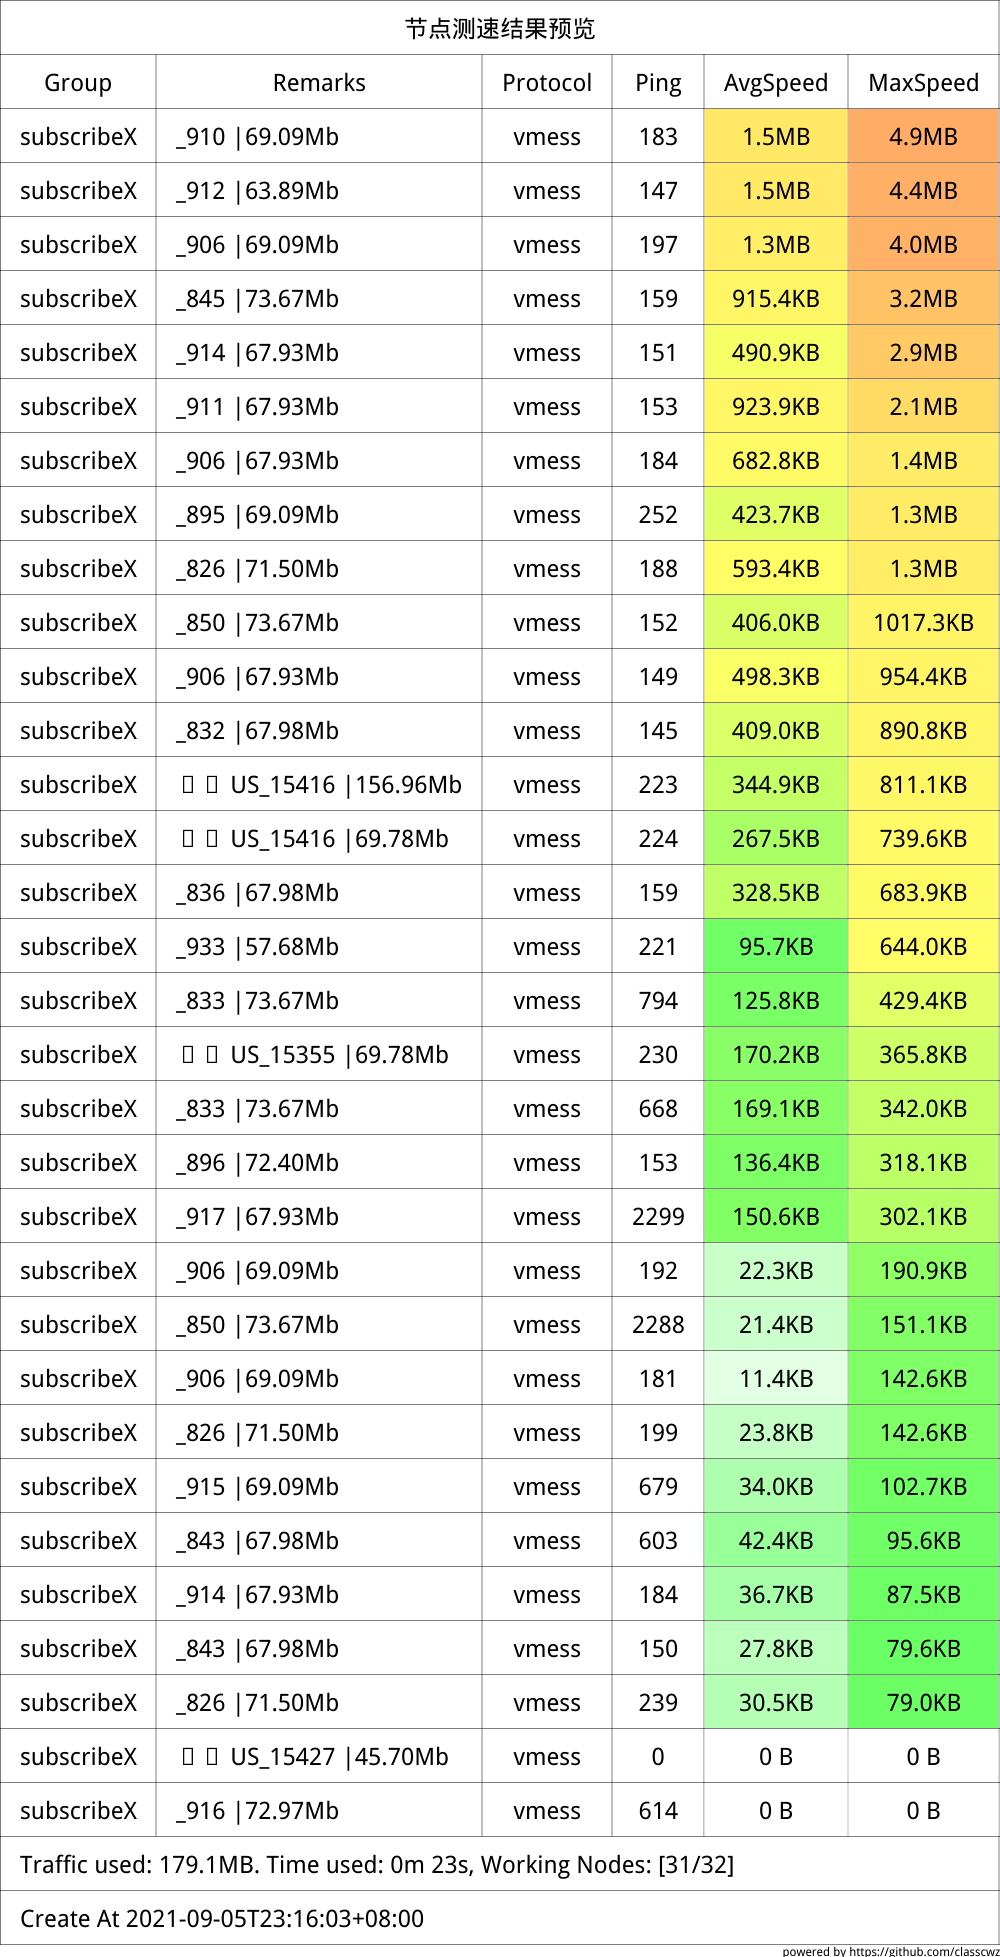 节点测速结果预览
Group Remarks Protocol Ping AvgSpeed MaxSpeed
subscribeX _910 |69.09Mb vmess 183 1.5MB 4.9MB
subscribeX _912 |63.89Mb vmess 147 1.5MB 4.4MB
subscribeX _906 |69.09Mb vmess 197 1.3MB 4.0MB
subscribeX _845 |73.67Mb vmess 159 915.4KB 3.2MB
subscribeX _914 |67.93Mb vmess 151 490.9KB 2.9MB
subscribeX _911 |67.93Mb vmess 153 923.9KB 2.1MB
subscribeX _906 |67.93Mb vmess 184 682.8KB 1.4MB
subscribeX _895 |69.09Mb vmess 252 423.7KB 1.3MB
subscribeX _826 |71.50Mb vmess 188 593.4KB 1.3MB
subscribeX _850 |73.67Mb vmess 152 406.0KB 1017.3KB
subscribeX _906 |67.93Mb vmess 149 498.3KB 954.4KB
subscribeX _832 |67.98Mb vmess 145 409.0KB 890.8KB
subscribeX US_15416 |156.96Mb vmess 223 344.9KB 811.1KB
subscribeX US_15416 |69.78Mb vmess 224 267.5KB 739.6KB
subscribeX _836 |67.98Mb vmess 159 328.5KB 683.9KB
subscribeX _933 |57.68Mb vmess 221 95.7KB 644.0KB
subscribeX _833 |73.67Mb vmess 794 125.8KB 429.4KB
subscribeX US_15355 |69.78Mb vmess 230 170.2KB 365.8KB
subscribeX _833 |73.67Mb vmess 668 169.1KB 342.0KB
subscribeX _896 |72.40Mb vmess 153 136.4KB 318.1KB
subscribeX _917 |67.93Mb vmess 2299 150.6KB 302.1KB
subscribeX _906 |69.09Mb vmess 192 22.3KB 190.9KB
subscribeX _850 |73.67Mb vmess 2288 21.4KB 151.1KB
subscribeX _906 |69.09Mb vmess 181 11.4KB 142.6KB
subscribeX _826 |71.50Mb vmess 199 23.8KB 142.6KB
subscribeX _915 |69.09Mb vmess 679 34.0KB 102.7KB
subscribeX _843 |67.98Mb vmess 603 42.4KB 95.6KB
subscribeX _914 |67.93Mb vmess 184 36.7KB 87.5KB
subscribeX _843 |67.98Mb vmess 150 27.8KB 79.6KB
subscribeX _826 |71.50Mb vmess 239 30.5KB 79.0KB
subscribeX US_15427 |45.70Mb vmess 0 0 B 0 B
subscribeX _916 |72.97Mb vmess 614 0 B 0 B
Traffic used: 179.1MB. Time used: 0m 23s, Working Nodes: [31/32]
Create At 2021-09-05T23:16:03+08:00
powered by https://github.com/classcwz